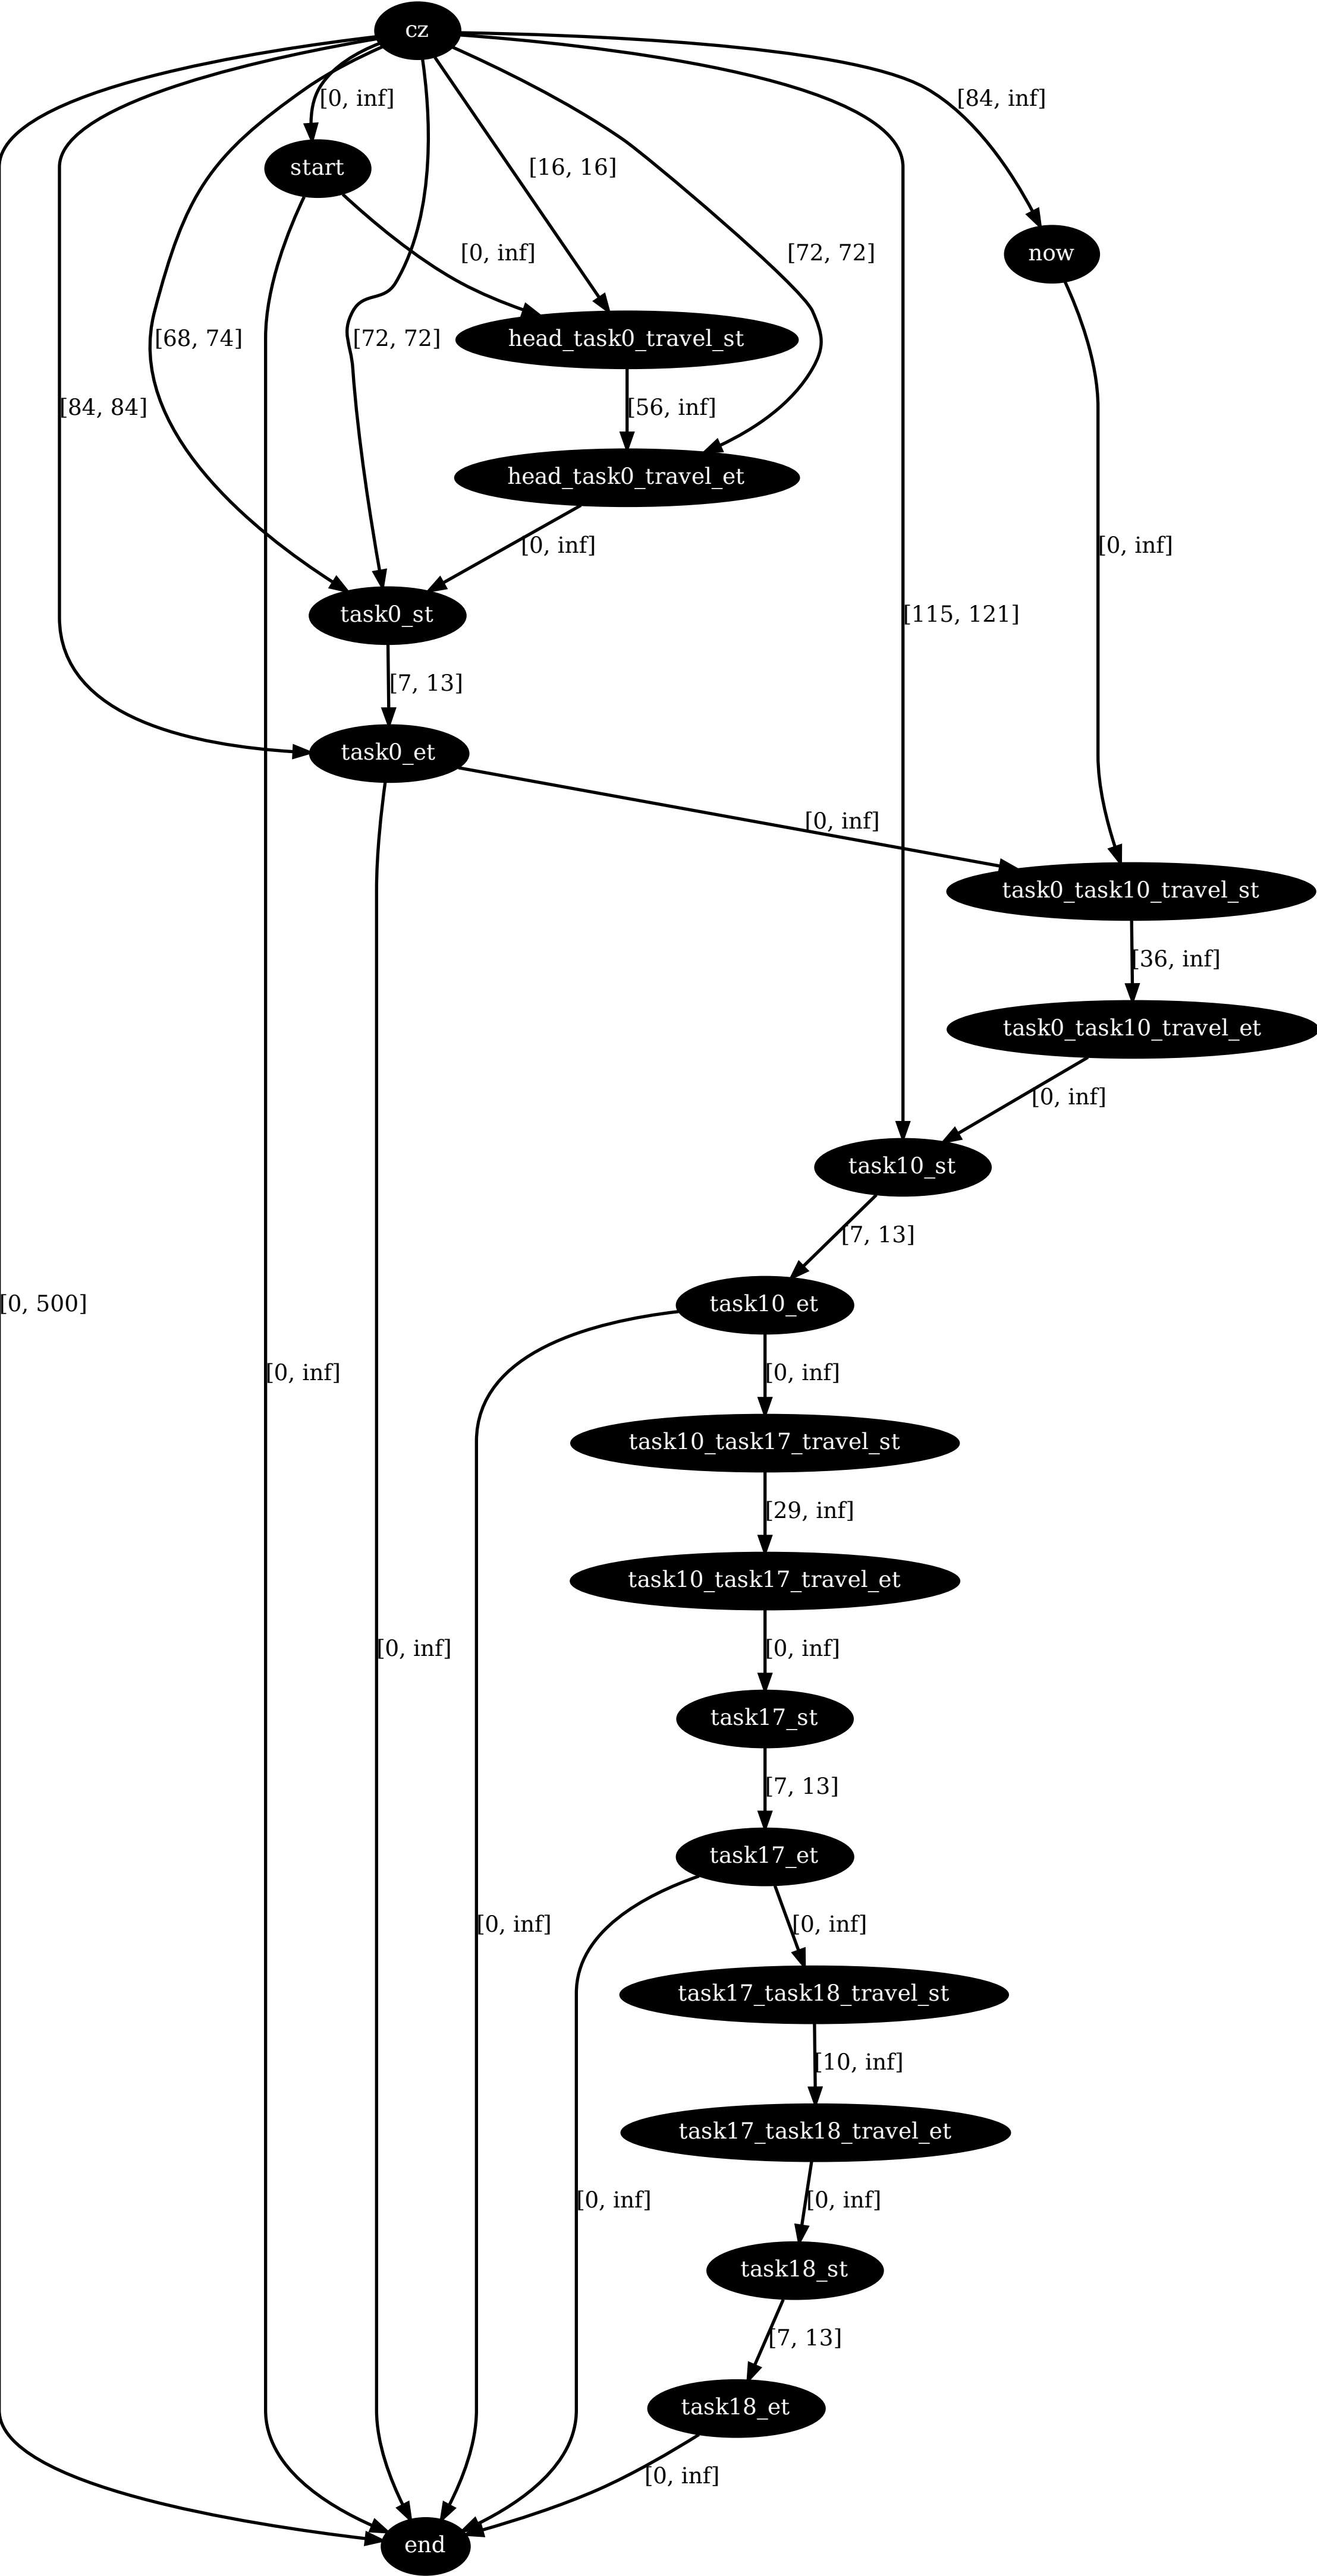 cz
[0, inf]
[84, inf]
start
[16, 16]
now
[0, inf]
[72, 72]
[68, 74]
[72, 72]
head_task0_travel_st
[84, 84]
[56, inf]
head_task0_travel_et
[0, inf]
[0, inf]
task0_st
[115, 121]
[7, 13]
task0_et
[0, inf]
task0_task10_travel_st
[36, inf]
task0_task10_travel_et
[0, inf]
task10_st
[7, 13]
task10_et
[0, 500]
[0, inf]
[0, inf]
task10_task17_travel_st
[29, inf]
task10_task17_travel_et
[0, inf]
[0, inf]
task17_st
[7, 13]
task17_et
[0, inf]
[0, inf]
task17_task18_travel_st
[10, inf]
task17_task18_travel_et
[0, inf]
[0, inf]
task18_st
[7, 13]
task18_et
[0, inf]
end